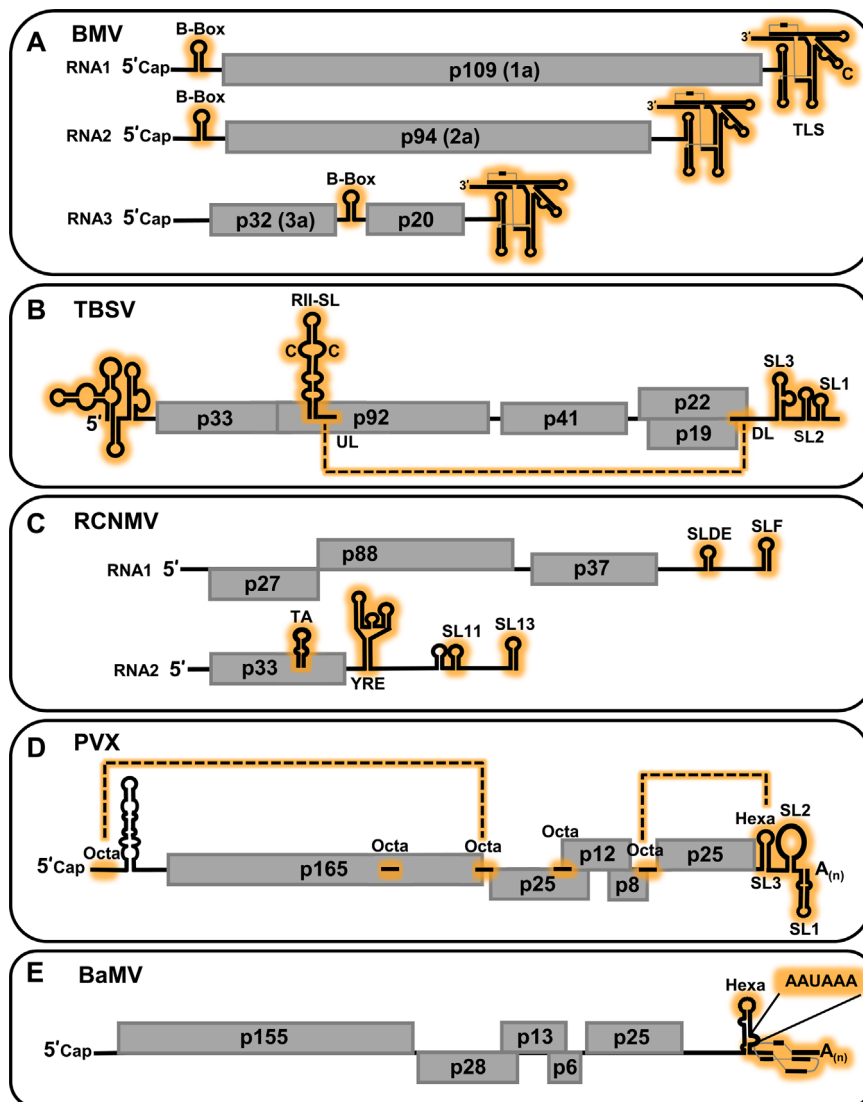 A BMV
B-Box
RNA1 5′Cap p109 (1a) 3′ C
TLS
B-Box
RNA2 5′Cap p94 (2a) 3′
B-Box
RNA3 5′Cap p32 (3a) p20 3′
B TBSV
RII-SL
C C
SL3
SL1
5′ p33 p92 p41 p22
p19
UL DL SL2
C RCNMV
p88
SLDE SLF
RNA1 5′ p27 p37
TA SL11 SL13
RNA2 5′ p33
YRE
D PVX
Octa Octa Octa Octa Hexa SL2
5′Cap p165 p12 p25 A(n)
p25 p8 SL3
SL1
E BaMV
Hexa AAUAAA
p155 p13 p25
5′Cap A(n)
p28 p6